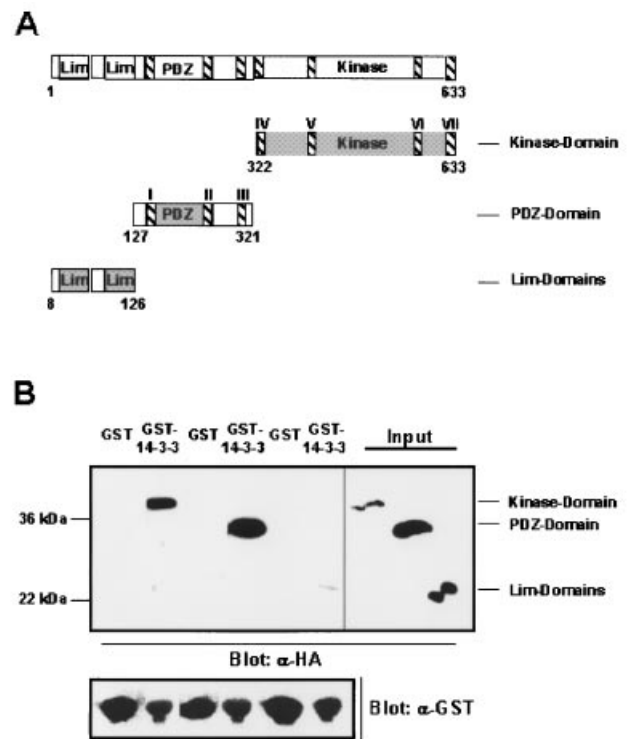 A
Lim Lim PDZ Kinase
1 633
IV V VI VII
Kinase Kinase-Domain
322 633
I II III
PDZ PDZ-Domain
127 321
Lim Lim Lim-Domains
8 126
B
GST GST- GST GST- GST GST- Input
14-3-3 14-3-3 14-3-3
Kinase-Domain
36 kDa
PDZ-Domain
Lim-Domains
22 kDa
Blot: α-HA
Blot: α-GST